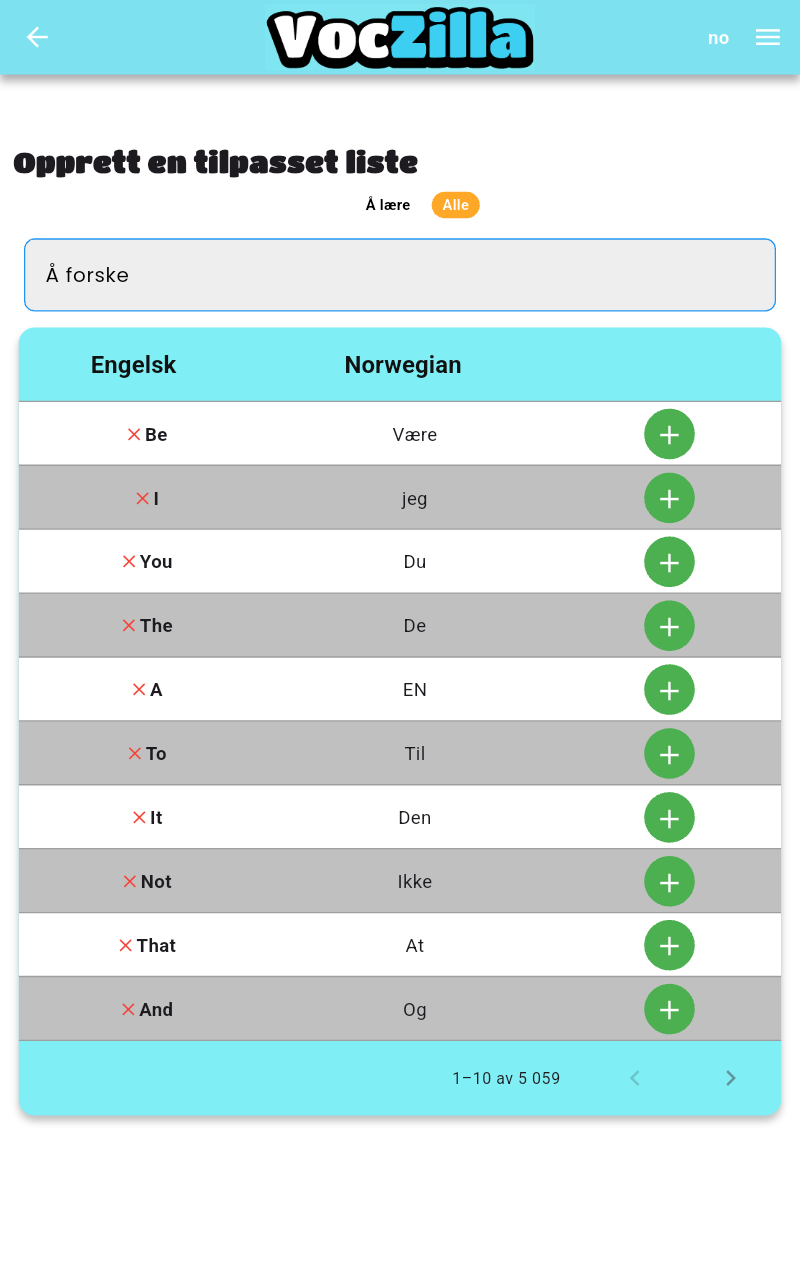 VocZilla
no
Opprett en tilpasset liste
Å lære Alle
Å forske
Engelsk Norwegian
Be Være
I jeg
You Du
The De
A EN
To Til
It Den
Not Ikke
That At
And Og
1–10 av 5 059